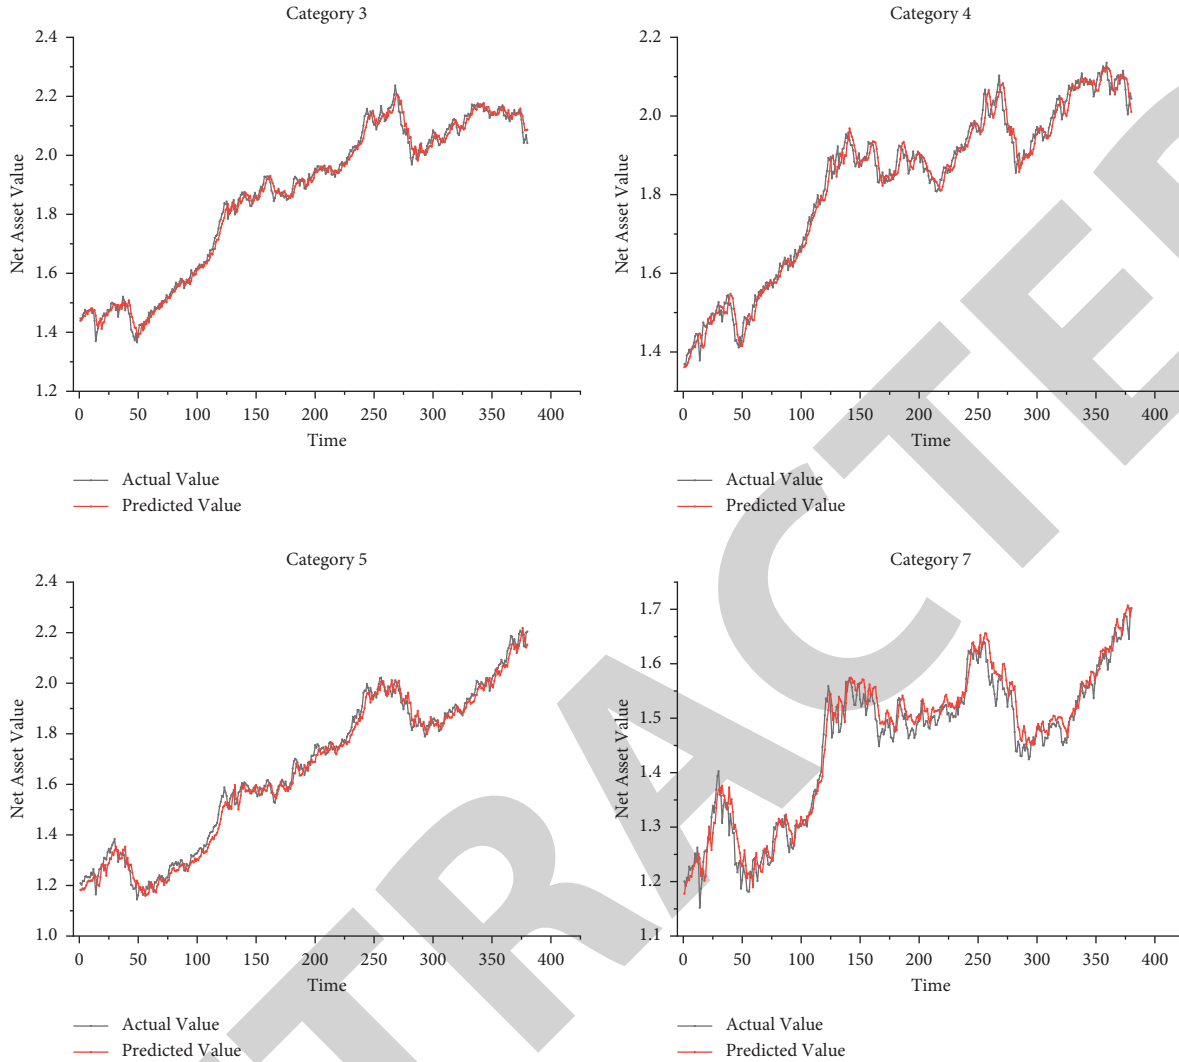 Category 3
2.4
2.2
2.0
1.8
1.6
1.4
1.2
Net Asset Value
0 50 100 150 200 250 300 350 400
Time
Actual Value
Predicted Value
Category 4
2.2
2.0
1.8
1.6
1.4
Net Asset Value
0 50 100 150 200 250 300 350 400
Time
Actual Value
Predicted Value
Category 5
2.4
2.2
2.0
1.8
1.6
1.4
1.2
1.0
Net Asset Value
0 50 100 150 200 250 300 350 400
Time
Actual Value
Predicted Value
Category 7
1.7
1.6
1.5
1.4
1.3
1.2
1.1
Net Asset Value
0 50 100 150 200 250 300 350 400
Time
Actual Value
Predicted Value
TRACTE